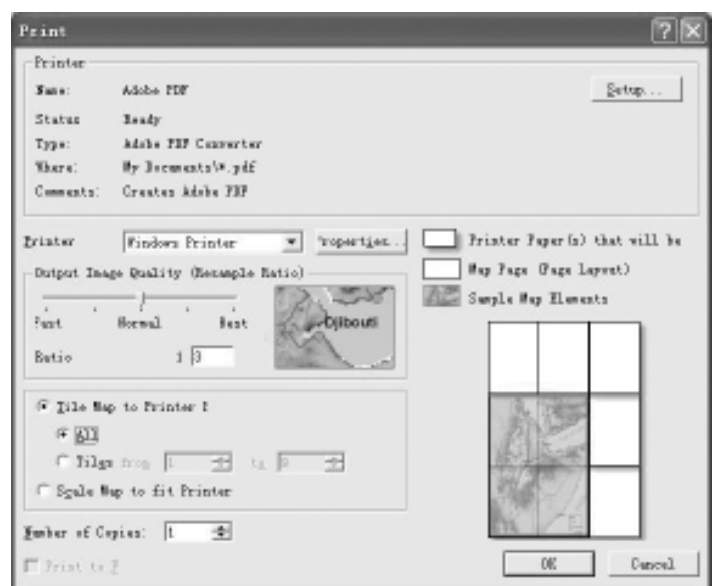 Print
Printer
Name: Adobe PDF
Setup...
Status Ready
Type: Adobe PDF Converter
Where: My Documents\*.pdf
Comments: Creates Adobe PDF
Printer Windows Printer roperties...
Printer Paper(s) that will be
Map Page (Page Layout)
Sample Map Elements
Output Image Quality (Resample Ratio)
Fast Normal Best
Djibouti
Ratio 1 3
Tile Map to Printer P
All
Tiles from 1 to 9
Scale Map to fit Printer
Number of Copies: 1
Print to F
OK Cancel